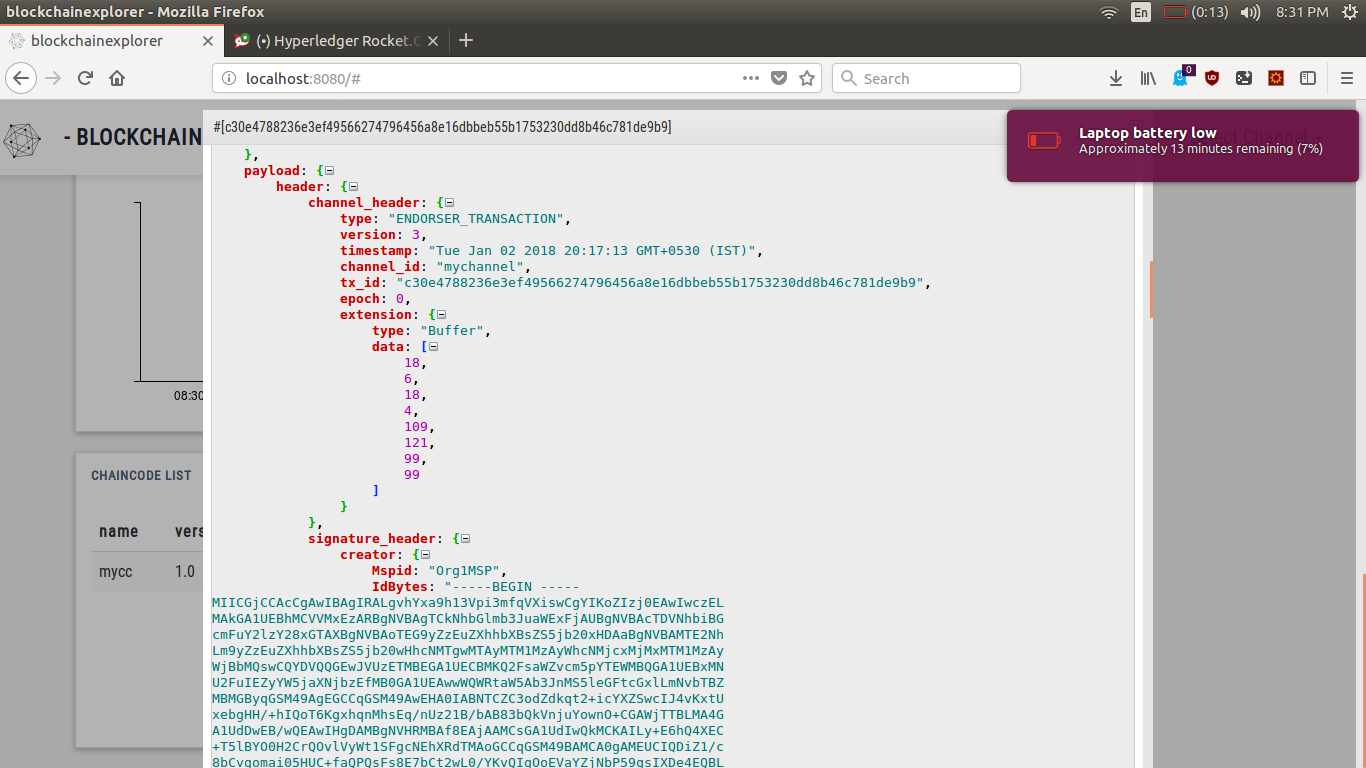 blockchainexplorer - Mozilla Firefox
En
(0:13)
8:31 PM
blockchainexplorer
(•) Hyperledger Rocket.C
localhost:8080/#
Search
0
- BLOCKCHAIN
#[c30e4788236e3ef49566274796456a8e16dbbeb55b1753230dd8b46c781de9b9]
Laptop battery low
Approximately 13 minutes remaining (7%)
},
payload: {
header: {
channel_header: {
type: "ENDORSER_TRANSACTION",
version: 3,
timestamp: "Tue Jan 02 2018 20:17:13 GMT+0530 (IST)",
channel_id: "mychannel",
tx_id: "c30e4788236e3ef49566274796456a8e16dbbeb55b1753230dd8b46c781de9b9",
epoch: 0,
extension: {
type: "Buffer",
data: [
18,
6,
18,
4,
109,
121,
99,
99
]
}
},
signature_header: {
creator: {
Mspid: "Org1MSP",
IdBytes: "-----BEGIN -----
MIICGjCCAcCgAwIBAgIRALgvhYxa9h13Vpi3mfqVXiswCgYIKoZIzj0EAwIwczEL
MAkGA1UEBhMCVVMxEzARBgNVBAgTCkNhbGlmb3JuaWExFjAUBgNVBAcTDVNhbiBG
cmFuY2lzY28xGTAXBgNVBAoTEG9yZzEuZXhhbXBsZS5jb20xHDAaBgNVBAMTE2Nh
Lm9yZzEuZXhhbXBsZS5jb20wHhcNMTgwMTAyMTM1MzAyWhcNMjcxMjMxMTM1MzAy
WjBbMQswCQYDVQQGEwJVUzETMBEGA1UECBMKQ2FsaWZvcm5pYTEWMBQGA1UEBxMN
U2FuIEZyYW5jaXNjbzEfMB0GA1UEAwwWQWRtaW5Ab3JnMS5leGFtcGxlLmNvbTBZ
MBMGByqGSM49AgEGCCqGSM49AwEHA0IABNTCZC3odZdkqt2+icYXZSwcIJ4vKxtU
xebgHH/+hIQoT6KgxhqnMhsEq/nUz21B/bAB83bQkVnjuYownO+CGAWjTTBLMA4G
A1UdDwEB/wQEAwIHgDAMBgNVHRMBAf8EAjAAMCsGA1UdIwQkMCKAILy+E6hQ4XEC
+T5lBYO0H2CrQOvlVyWt1SFgcNEhXRdTMAoGCCqGSM49BAMCA0gAMEUCIQDiZ1/c
8bCvgomai05HUC+faQPQsFs8E7bCt2wL0/YKvQIgOoEVaYZjNbP59qsIXDe4EQBL
08:30
CHAINCODE LIST
name
vers
mycc
1.0